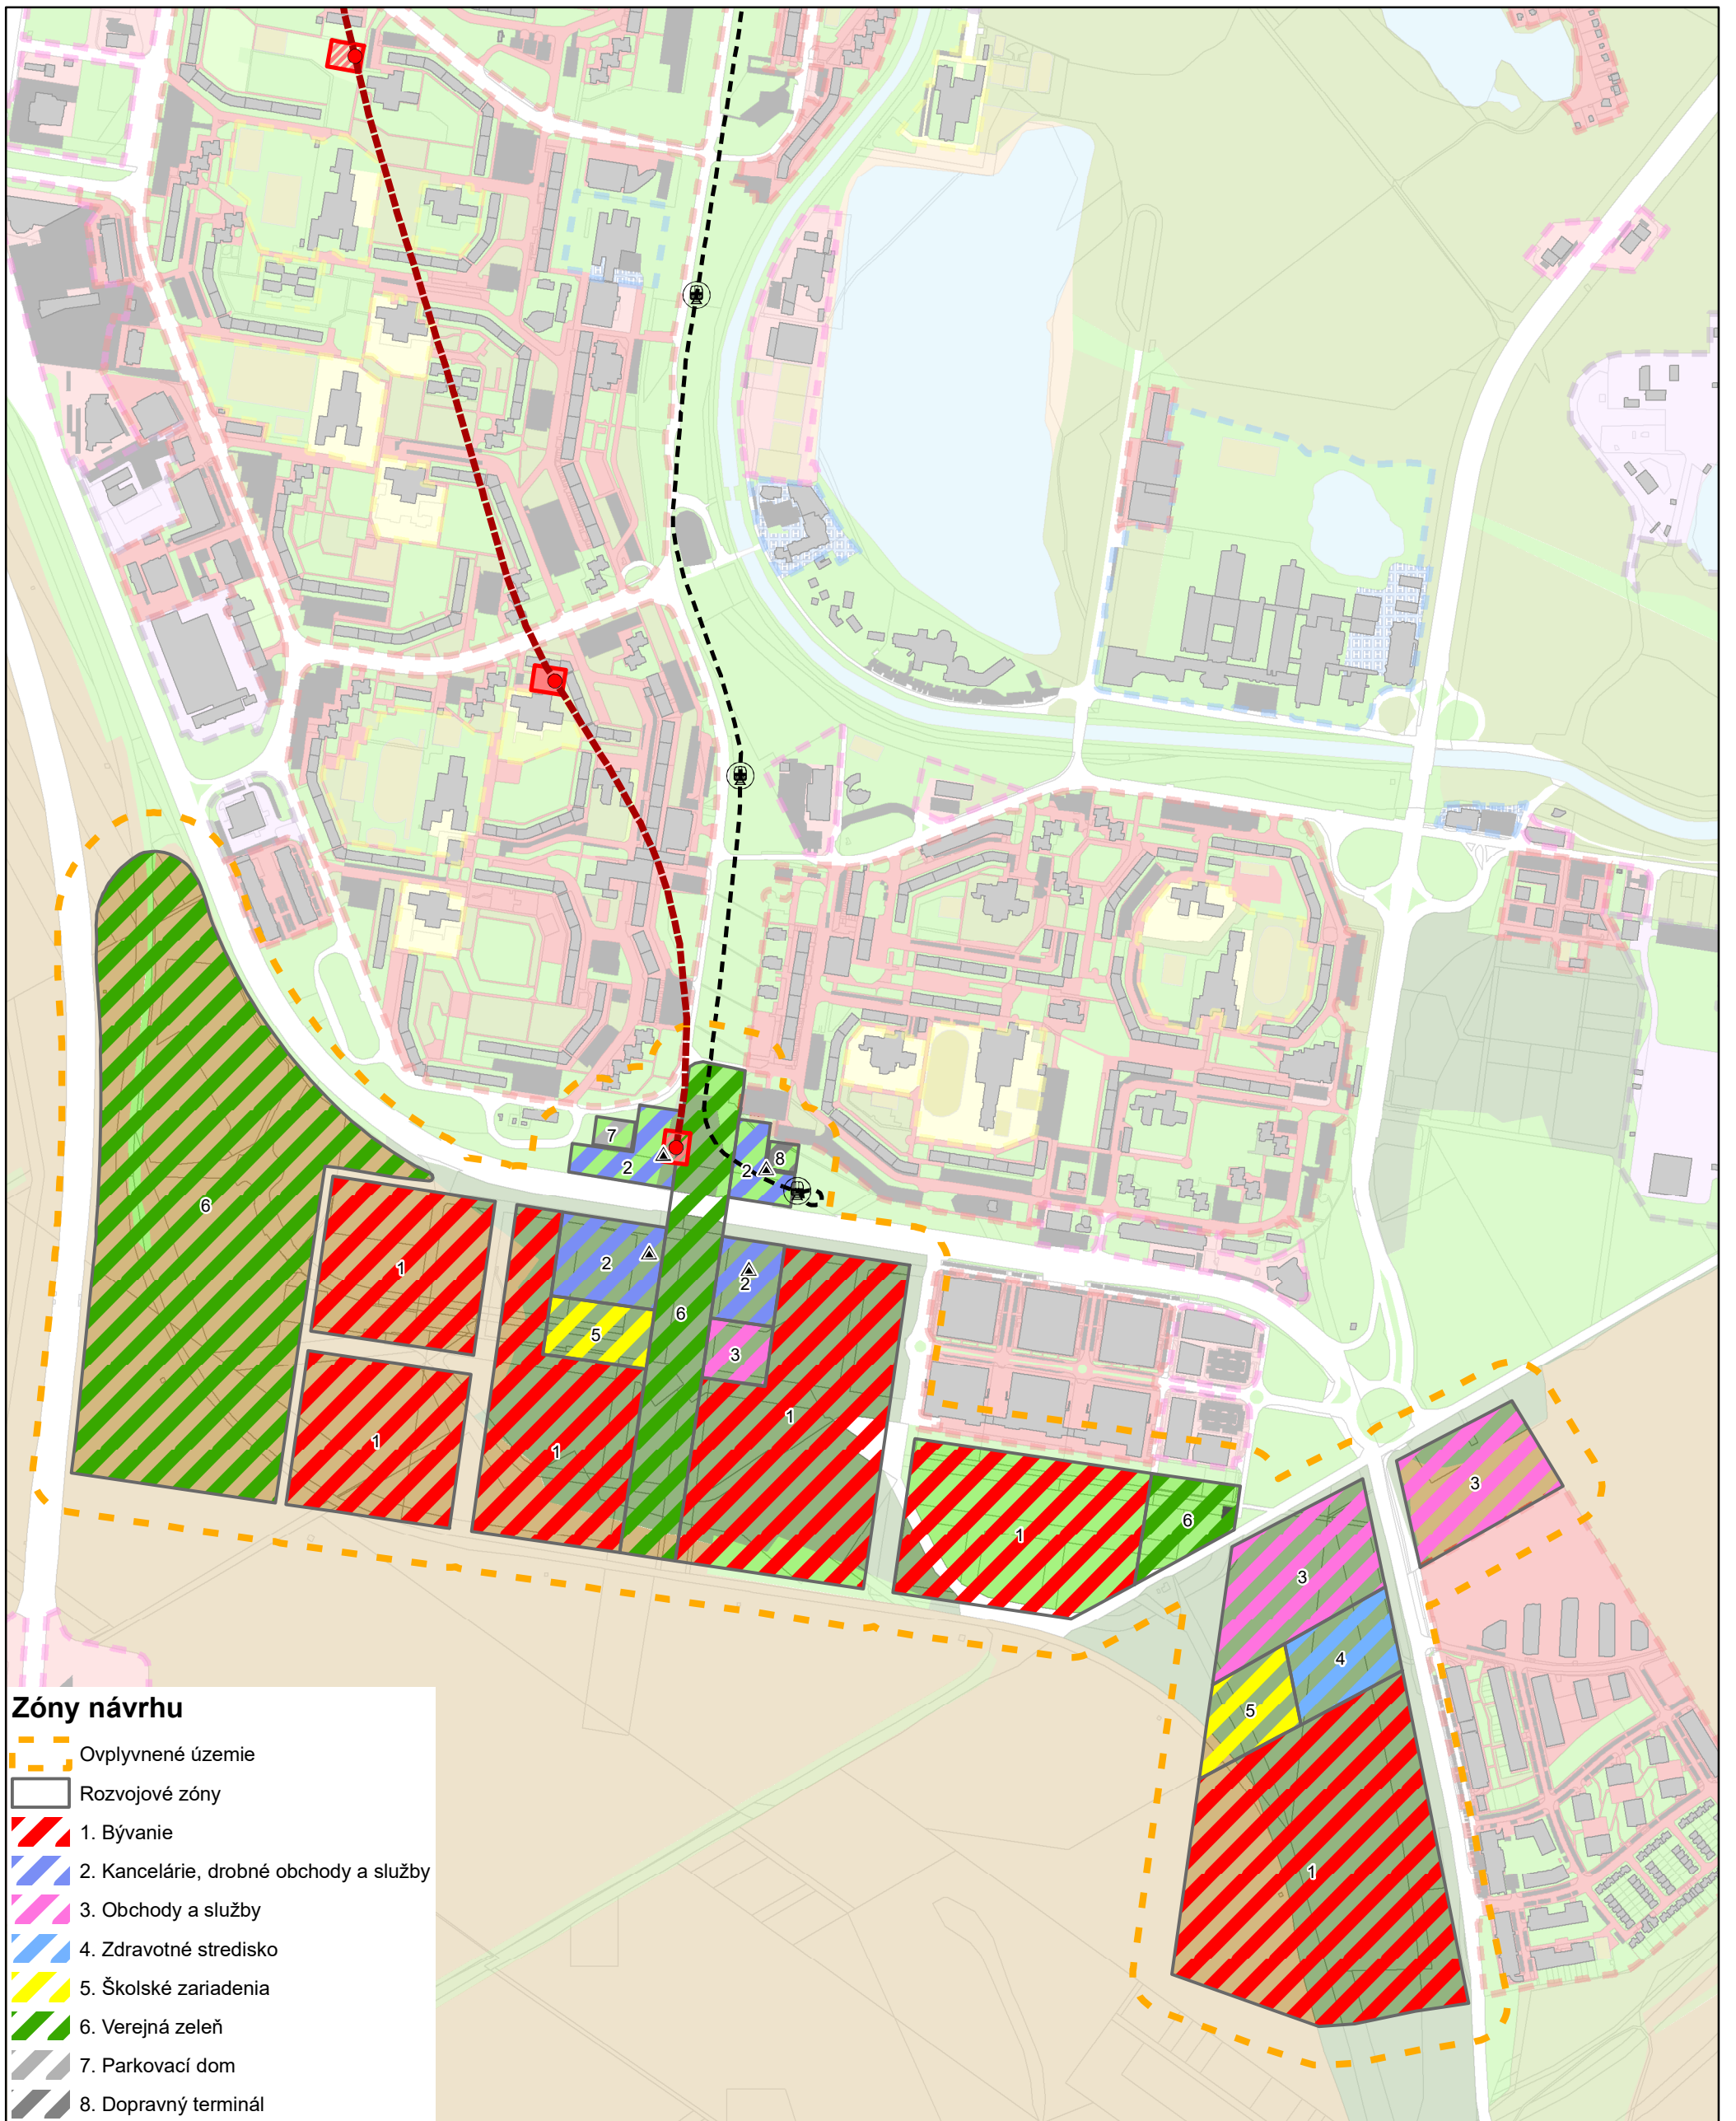 7
2
2
8
6
1
2
2
5
6
3
1
1
1
1
6
3
3
4
5
1
Zóny návrhu
Ovplyvnené územie
Rozvojové zóny
1. Bývanie
2. Kancelárie, drobné obchody a služby
3. Obchody a služby
4. Zdravotné stredisko
5. Školské zariadenia
6. Verejná zeleň
7. Parkovací dom
8. Dopravný terminál